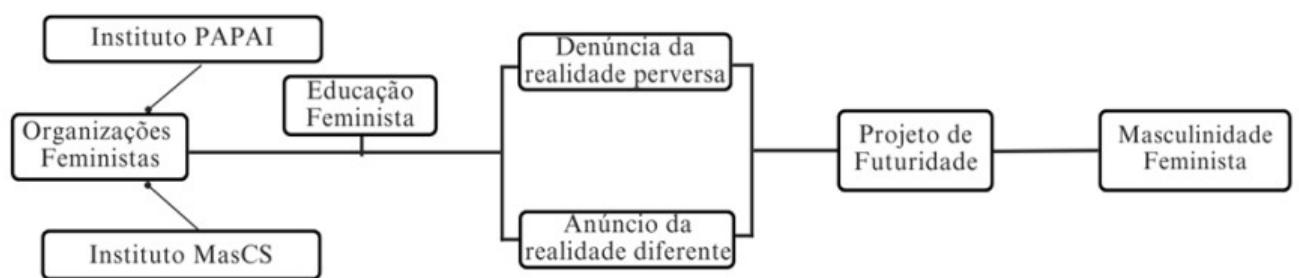 Instituto PAPAI
Organizações
Feministas
Instituto MasCS
Educação
Feminista
Denúncia da
realidade perversa
Anúncio da
realidade diferente
Projeto de
Futuridade
Masculinidade
Feminista